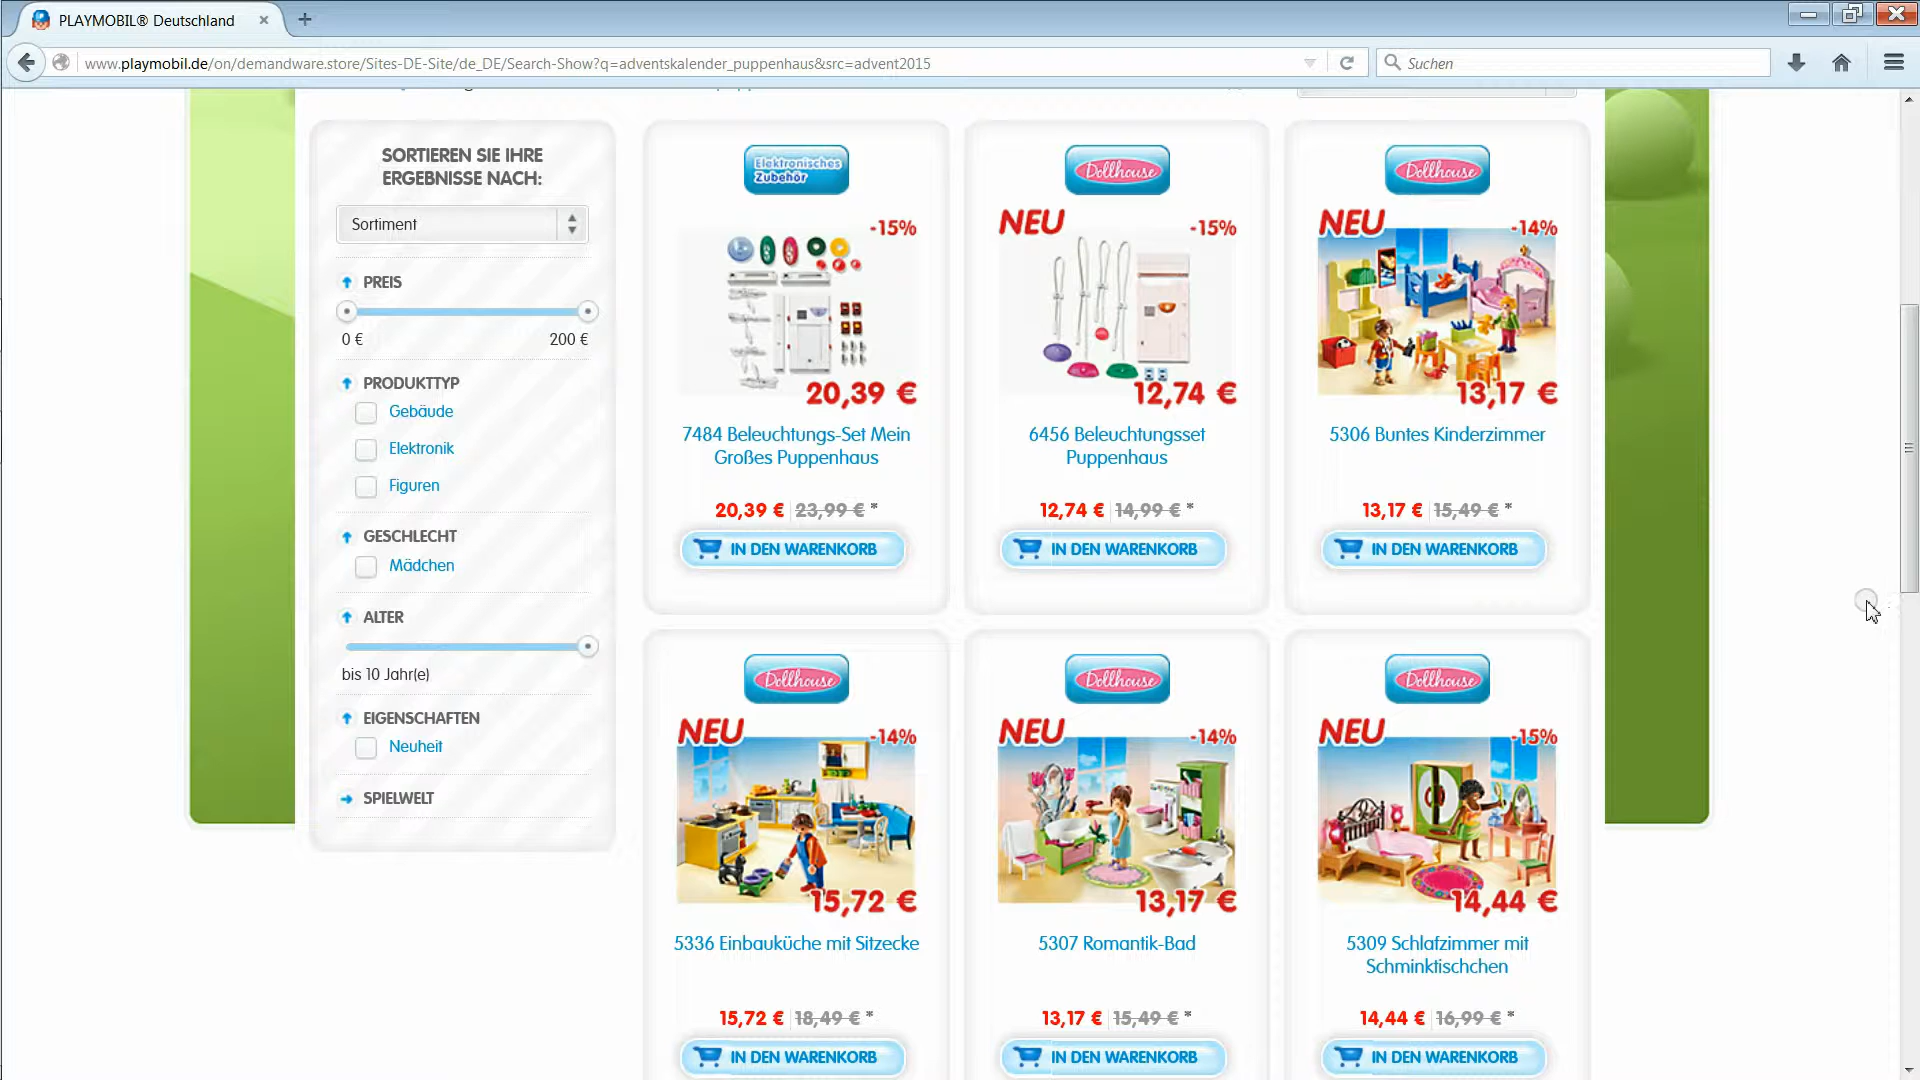 PLAYMOBIL® Deutschland
www.playmobil.de/on/demandware.store/Sites-DE-Site/de_DE/Search-Show?q=adventskalender_puppenhaus&src=advent2015
Suchen
SORTIEREN SIE IHRE
ERGEBNISSE NACH:
Sortiment
PREIS
0 €
200 €
PRODUKTTYP
Gebäude
Elektronik
Figuren
GESCHLECHT
Mädchen
ALTER
bis 10 Jahr(e)
EIGENSCHAFTEN
Neuheit
SPIELWELT
Elektronisches
Zubehör
-15%
20,39 €
7484 Beleuchtungs-Set Mein
Großes Puppenhaus
20,39 € 23,99 € *
IN DEN WARENKORB
Dollhouse
NEU
-15%
12,74 €
6456 Beleuchtungsset
Puppenhaus
12,74 € 14,99 € *
IN DEN WARENKORB
Dollhouse
NEU
-14%
13,17 €
5306 Buntes Kinderzimmer
13,17 € 15,49 € *
IN DEN WARENKORB
Dollhouse
NEU
-14%
15,72 €
5336 Einbauküche mit Sitzecke
15,72 € 18,49 € *
IN DEN WARENKORB
Dollhouse
NEU
-14%
13,17 €
5307 Romantik-Bad
13,17 € 15,49 € *
IN DEN WARENKORB
Dollhouse
NEU
-15%
14,44 €
5309 Schlafzimmer mit
Schminktischchen
14,44 € 16,99 € *
IN DEN WARENKORB